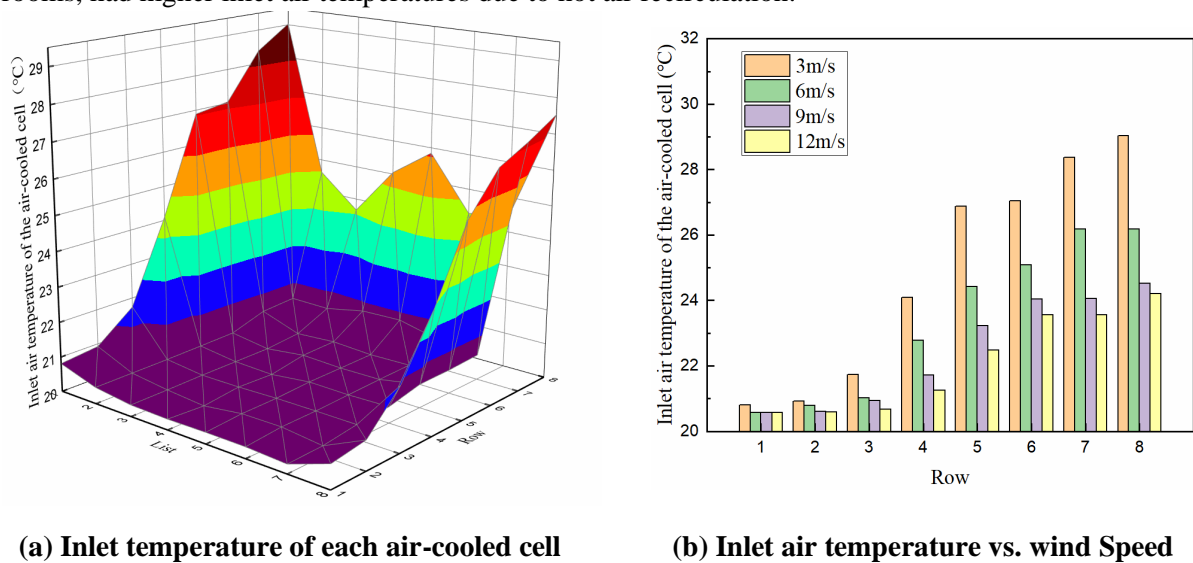 rooms, had higher inlet air temperatures due to hot air recirculation.
Inlet air temperature of the air-cooled cell (°C)
29
28
27
26
25
24
23
22
21
20
2
3
4
5
6
7
8
List
1
2
3
4
5
6
7
8
Row
Inlet air temperature of the air-cooled cell (°C)
32
30
28
26
24
22
20
3m/s
6m/s
9m/s
12m/s
1 2 3 4 5 6 7 8
Row
(a) Inlet temperature of each air-cooled cell
(b) Inlet air temperature vs. wind Speed